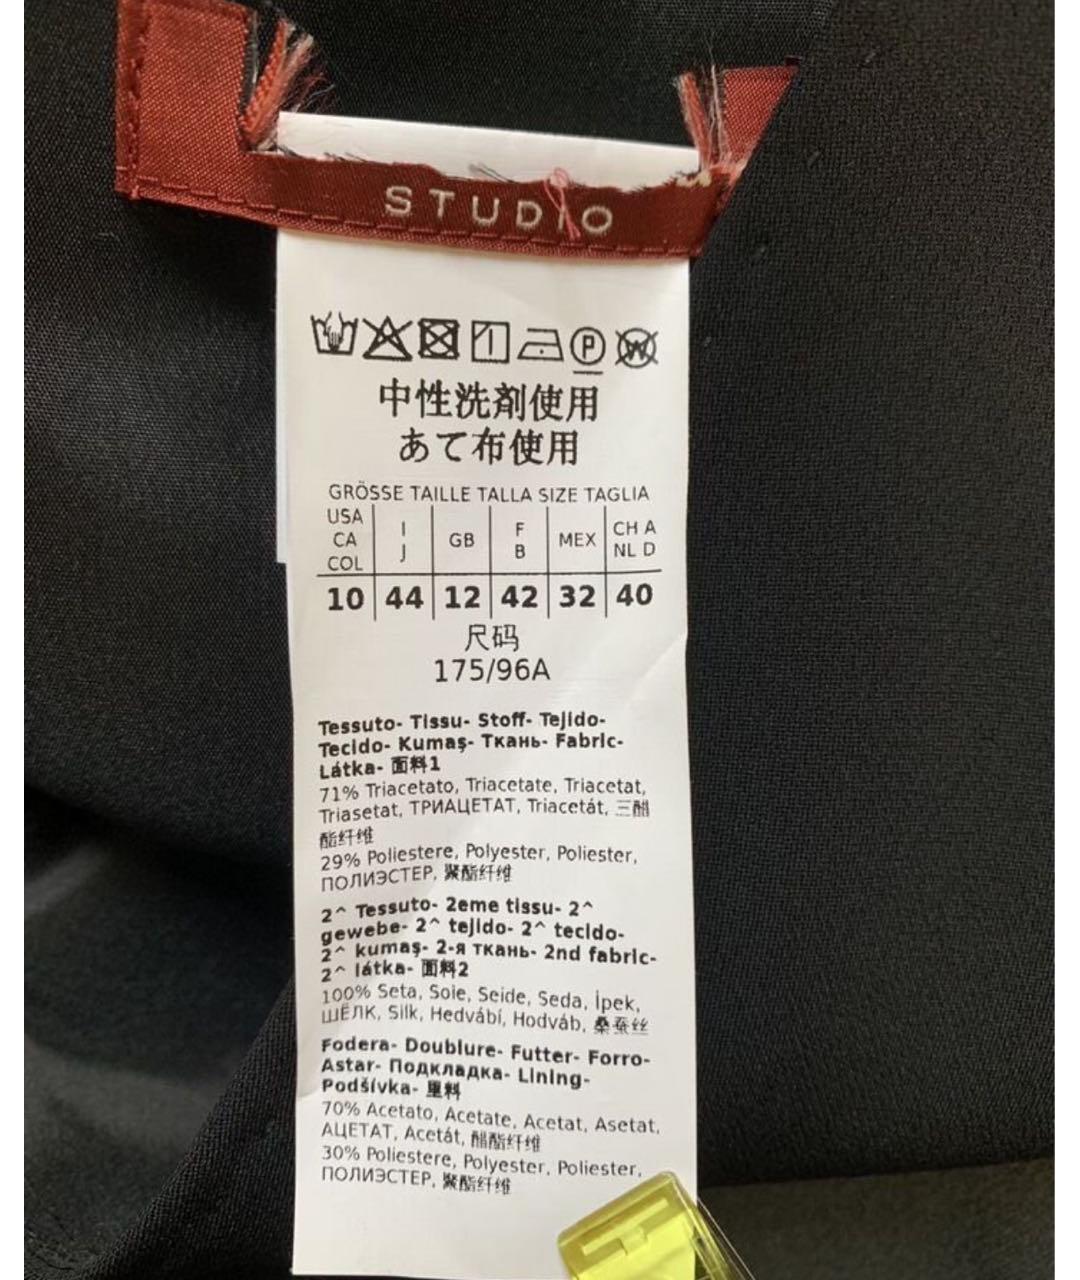 STUDIO
P W
中性洗剤使用
あて布使用
GRÖSSE TAILLE TALLA SIZE TAGLIA
USA CA COL | I J | GB | F B | MEX | CH A NL D
10 | 44 | 12 | 42 | 32 | 40
尺码
175/96A
Tessuto- Tissu- Stoff- Tejido-
Tecido- Kumaş- Ткань- Fabric-
Látka- 面料1
71% Triacetato, Triacetate, Triacetat,
Triasetat, ТРИАЦЕТАТ, Triacetát, 三醋
酯纤维
29% Poliestere, Polyester, Poliester,
ПОЛИЭСТЕР, 聚酯纤维
2^ Tessuto- 2eme tissu- 2^
gewebe- 2^ tejido- 2^ tecido-
2^ kumaş- 2-я ткань- 2nd fabric-
2^ látka- 面料2
100% Seta, Soie, Seide, Seda, İpek,
ШЁЛК, Silk, Hedvábí, Hodváb, 桑蚕丝
Fodera- Doublure- Futter- Forro-
Astar- Подкладка- Lining-
Podšívka- 里料
70% Acetato, Acetate, Acetat, Asetat,
АЦЕТАТ, Acetát, 醋酯纤维
30% Poliestere, Polyester, Poliester,
ПОЛИЭСТЕР, 聚酯纤维